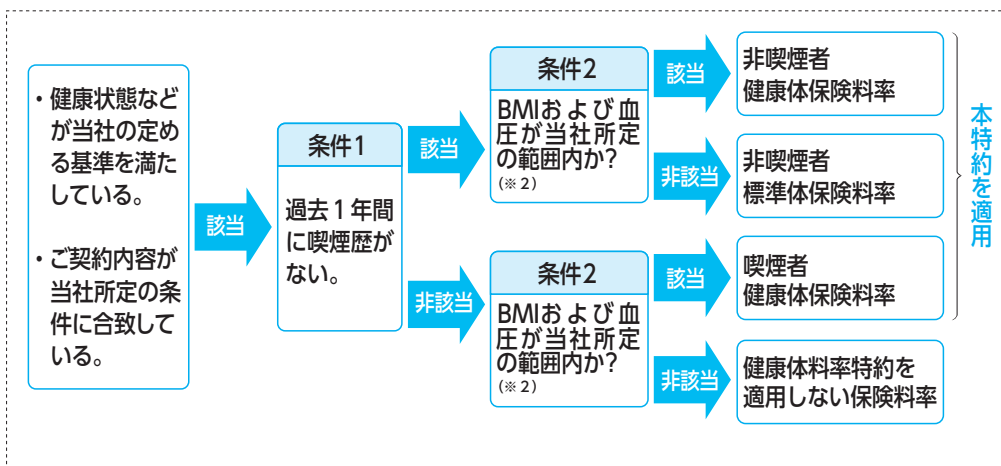 ・健康状態など
が当社の定め
る基準を満た
している。
・ご契約内容が
当社所定の条
件に合致して
いる。
該当
条件1
過去1年間
に喫煙歴が
ない。
該当
条件2
BMIおよび血
圧が当社所定
の範囲内か?
(※2)
該当
非喫煙者
健康体保険料率
非該当
非喫煙者
標準体保険料率
非該当
条件2
BMIおよび血
圧が当社所定
の範囲内か?
(※2)
該当
喫煙者
健康体保険料率
非該当
健康体料率特約を
適用しない保険料率
本特約を適用